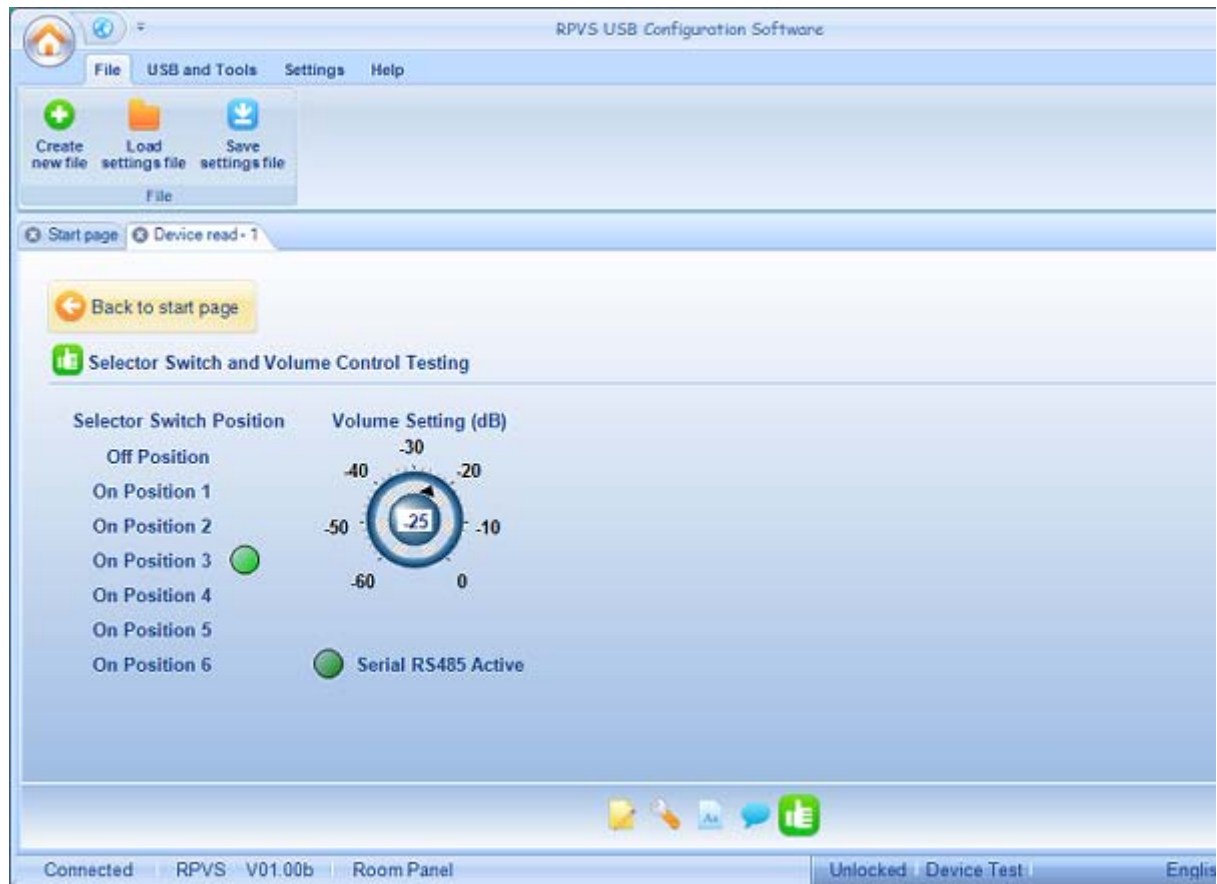 RPVS USB Configuration Software
File USB and Tools Settings Help
Create new file
Load settings file
Save settings file
File
Start page Device read - 1
Back to start page
Selector Switch and Volume Control Testing
Selector Switch Position Volume Setting (dB)
Off Position
On Position 1
On Position 2
On Position 3
On Position 4
On Position 5
On Position 6
-30
-40 -20
-50 -25 -10
-60 0
Serial RS485 Active
Aa
Connected RPVS V01.00b Room Panel Unlocked Device Test Englis